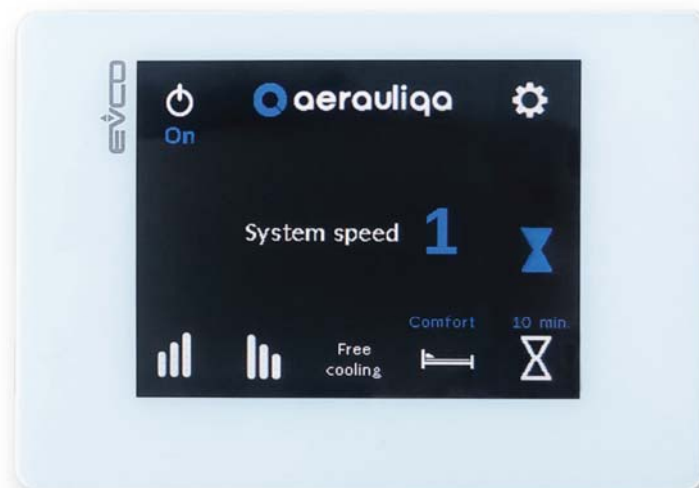 EVCO
aerauliqa
On
System speed 1
Comfort
10 min.
Free
cooling